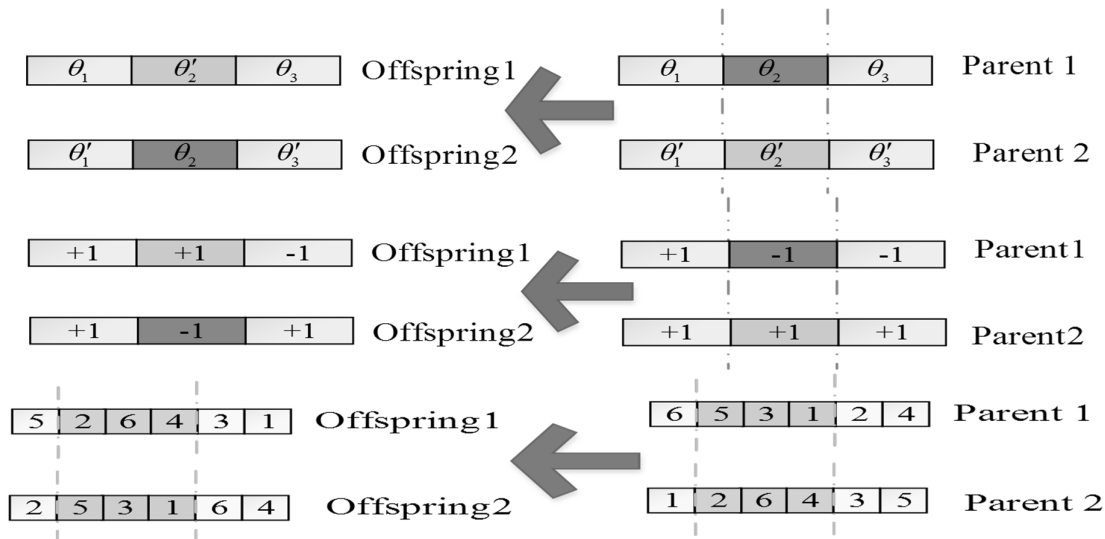 θ₁ θ′₂ θ₃ Offspring1 θ₁ θ₂ θ₃ Parent 1
θ′₁ θ₂ θ′₃ Offspring2 θ′₁ θ′₂ θ′₃ Parent 2
+1 +1 -1 Offspring1 +1 -1 -1 Parent1
+1 -1 +1 Offspring2 +1 +1 +1 Parent2
5 2 6 4 3 1 Offspring1 6 5 3 1 2 4 Parent 1
2 5 3 1 6 4 Offspring2 1 2 6 4 3 5 Parent 2